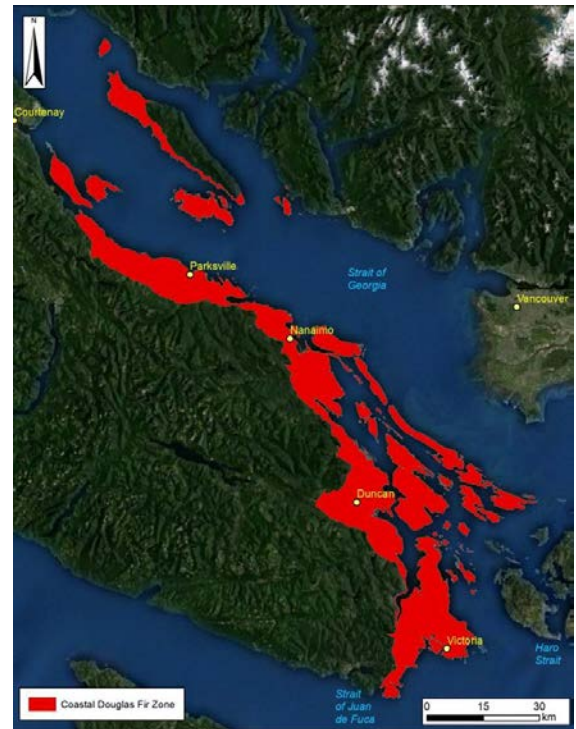 N
Courtenay
Parksville
Strait of
Georgia
Vancouver
Nanaimo
Duncan
Victoria
Haro
Strait
Strait
of Juan
de Fuca
Coastal Douglas Fir Zone
0 15 30
km